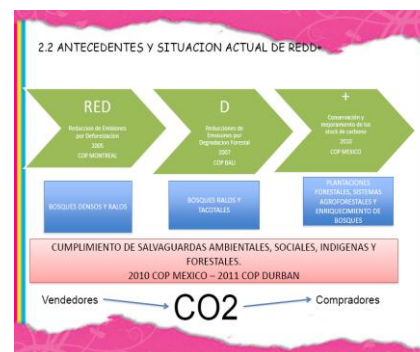 2.2 ANTECEDENTES Y SITUACION ACTUAL DE REDD+
RED
Reduccion de Emisiones
por Deforestacion
2005
COP MONTREAL
D
Reducciones de
Emisiones por
Degradacion Forestal
2007
COP BALI
+
Conservacion y
mejoramiento de los
stock de carbono
2010
COP MEXICO
BOSQUES DENSOS Y RALOS
BOSQUES RALOS Y
TACOTALES
PLANTACIONES
FORESTALES, SISTEMAS
AGROFORESTALES Y
ENRIQUECIMIENTO DE
BOSQUES
CUMPLIMIENTO DE SALVAGUARDAS AMBIENTALES, SOCIALES, INDIGENAS Y
FORESTALES.
2010 COP MEXICO – 2011 COP DURBAN
Vendedores
CO2
Compradores